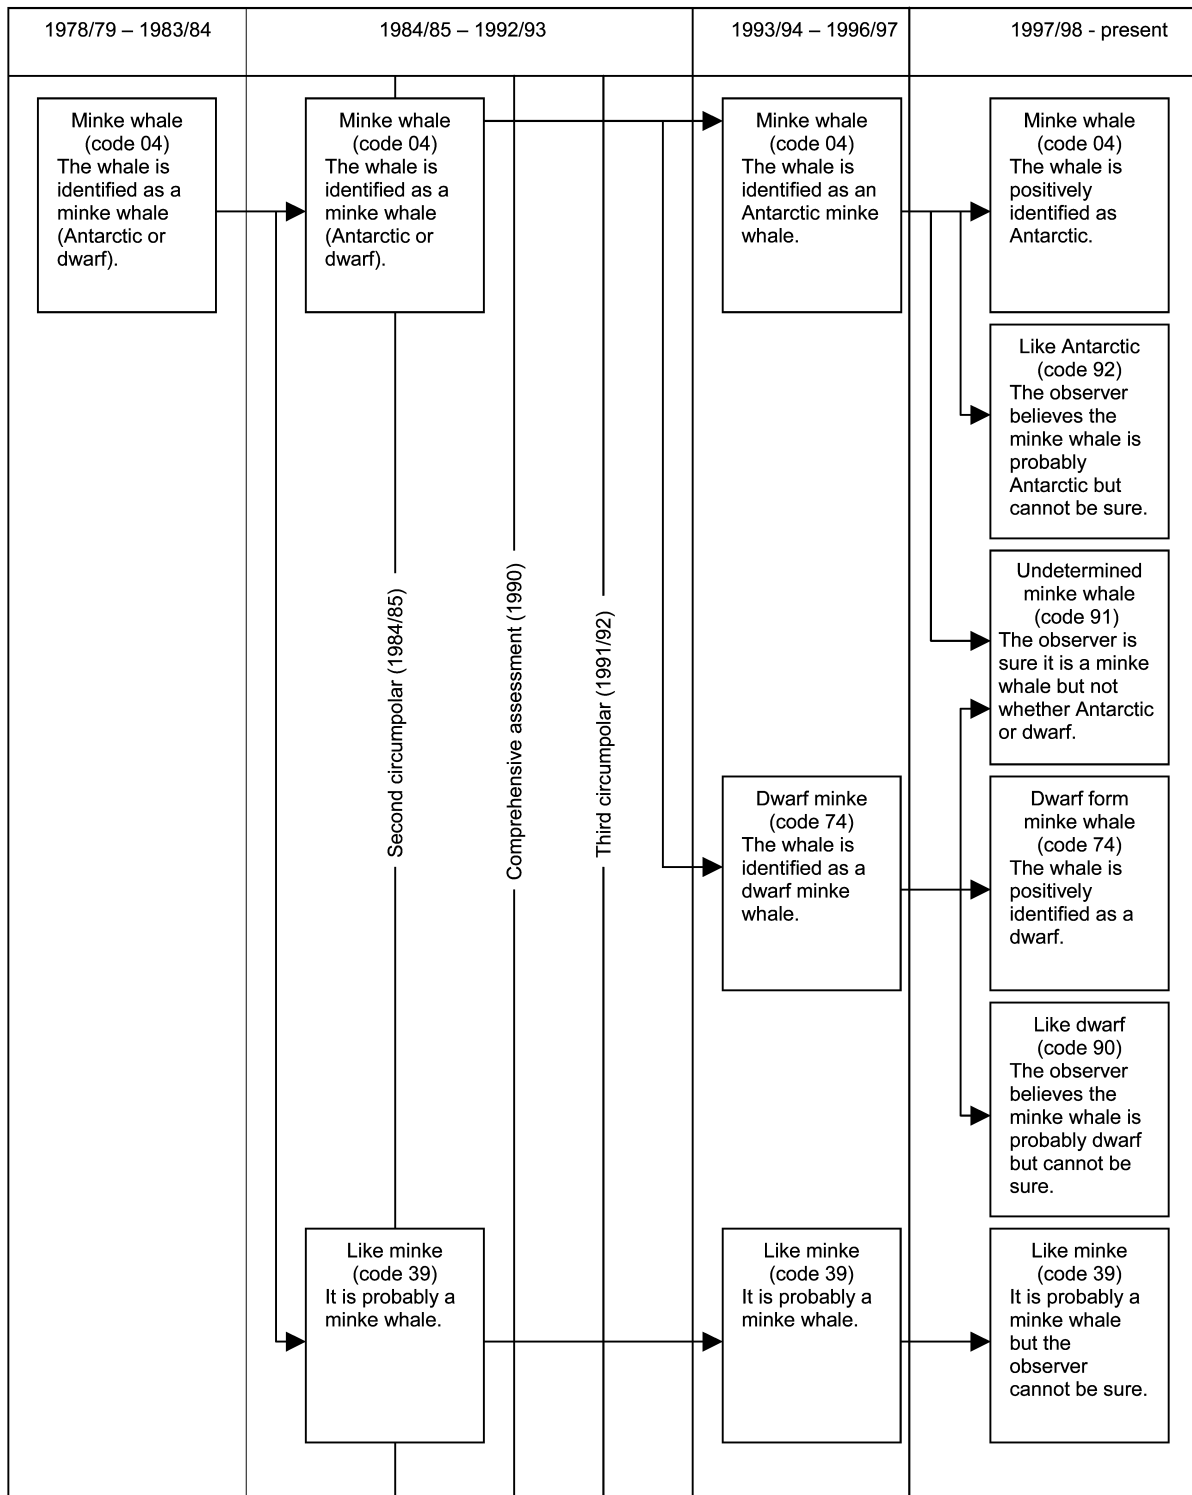 1978/79 – 1983/84
1984/85 – 1992/93
1993/94 – 1996/97
1997/98 - present
Minke whale
(code 04)
The whale is
identified as a
minke whale
(Antarctic or
dwarf).
Minke whale
(code 04)
The whale is
identified as a
minke whale
(Antarctic or
dwarf).
Minke whale
(code 04)
The whale is
identified as an
Antarctic minke
whale.
Minke whale
(code 04)
The whale is
positively
identified as
Antarctic.
Like Antarctic
(code 92)
The observer
believes the
minke whale is
probably
Antarctic but
cannot be sure.
Undetermined
minke whale
(code 91)
The observer is
sure it is a minke
whale but not
whether Antarctic
or dwarf.
Second circumpolar (1984/85)
Comprehensive assessment (1990)
Third circumpolar (1991/92)
Dwarf minke
(code 74)
The whale is
identified as a
dwarf minke
whale.
Dwarf form
minke whale
(code 74)
The whale is
positively
identified as a
dwarf.
Like dwarf
(code 90)
The observer
believes the
minke whale is
probably dwarf
but cannot be
sure.
Like minke
(code 39)
It is probably a
minke whale.
Like minke
(code 39)
It is probably a
minke whale.
Like minke
(code 39)
It is probably a
minke whale
but the
observer
cannot be sure.